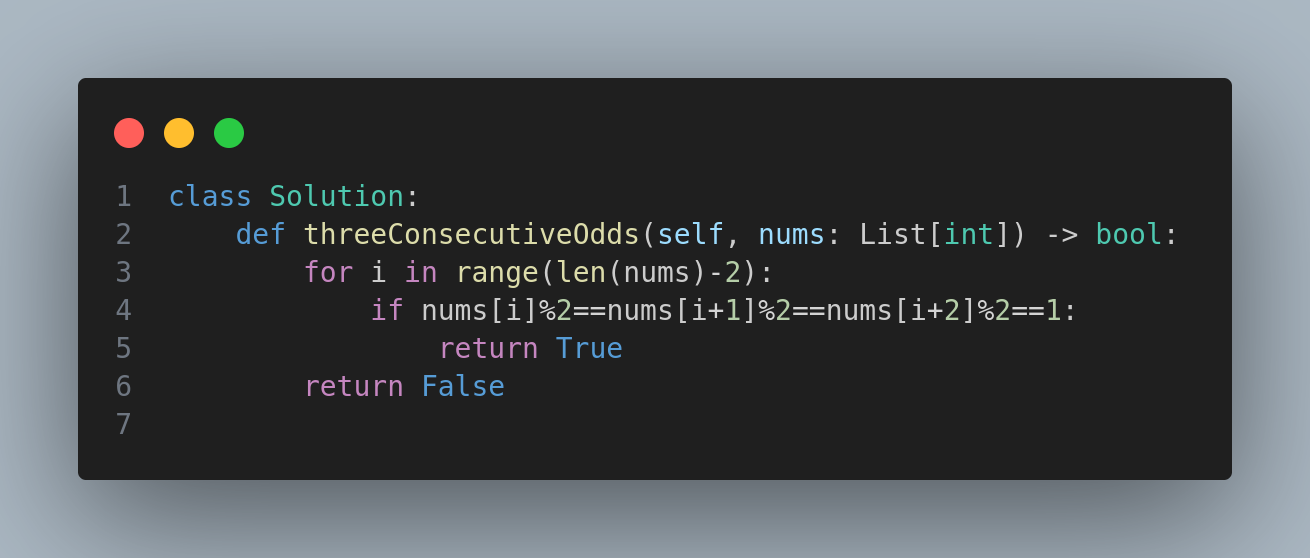 1 class Solution:
2     def threeConsecutiveOdds(self, nums: List[int]) -> bool:
3         for i in range(len(nums)-2):
4             if nums[i]%2==nums[i+1]%2==nums[i+2]%2==1:
5                 return True
6         return False
7